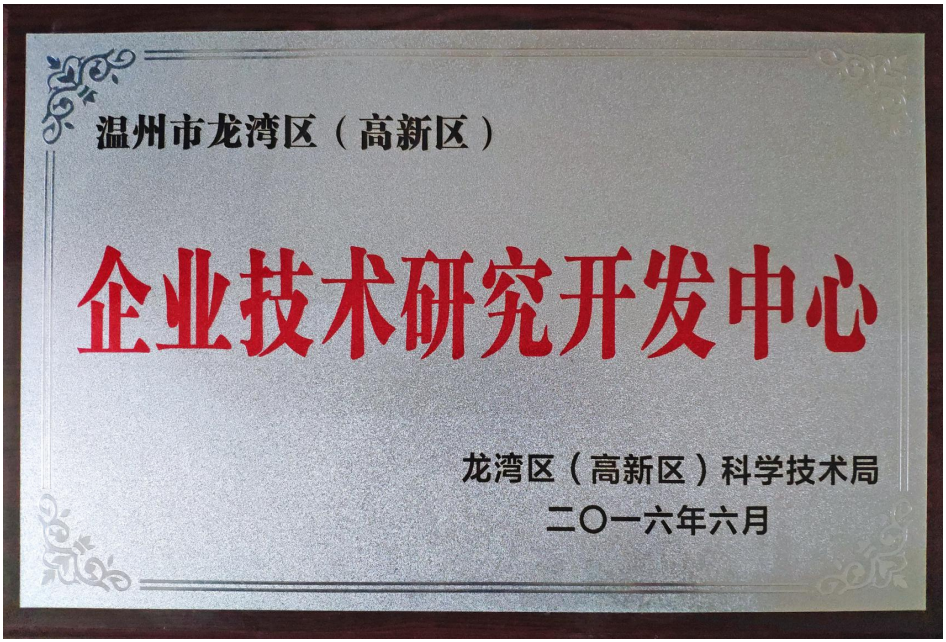 温州市龙湾区（高新区）
企业技术研究开发中心
龙湾区（高新区）科学技术局
二〇一六年六月